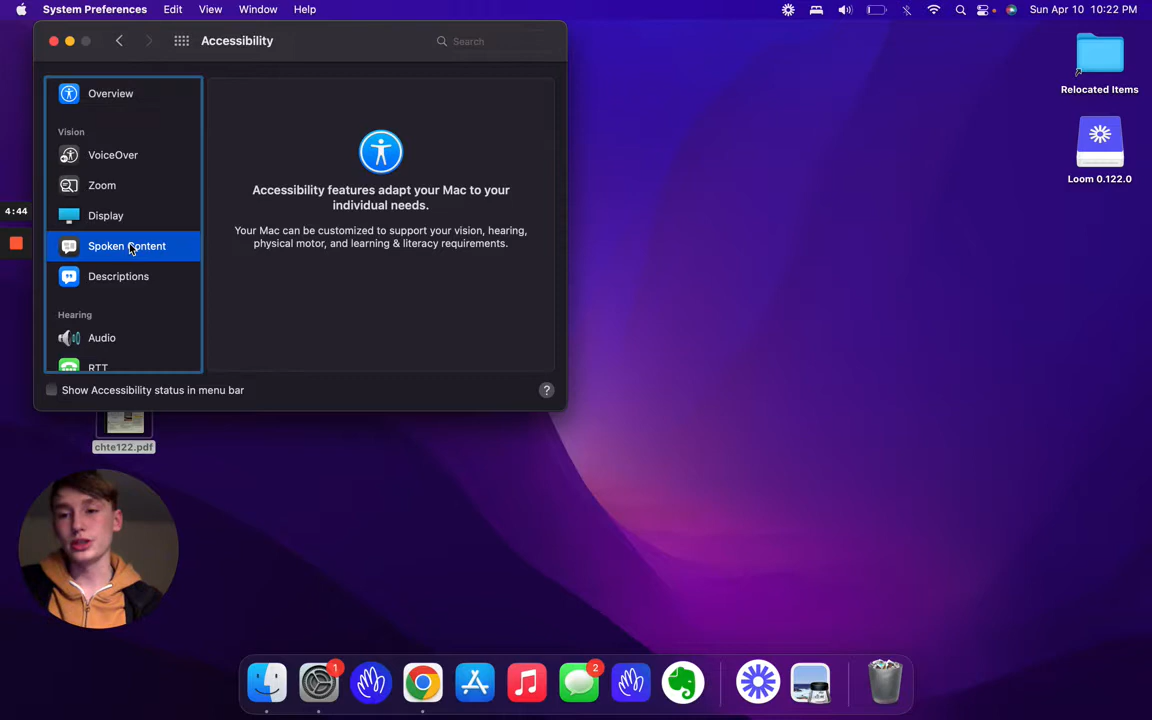 System Preferences Edit View Window Help
Sun Apr 10 10:22 PM
Accessibility
Search
Overview
Vision
VoiceOver
Zoom
Display
Spoken Content
Descriptions
Hearing
Audio
RTT
Accessibility features adapt your Mac to your
individual needs.
Your Mac can be customized to support your vision, hearing,
physical motor, and learning & literacy requirements.
Show Accessibility status in menu bar
?
4:44
Relocated Items
Loom 0.122.0
chte122.pdf
1
2